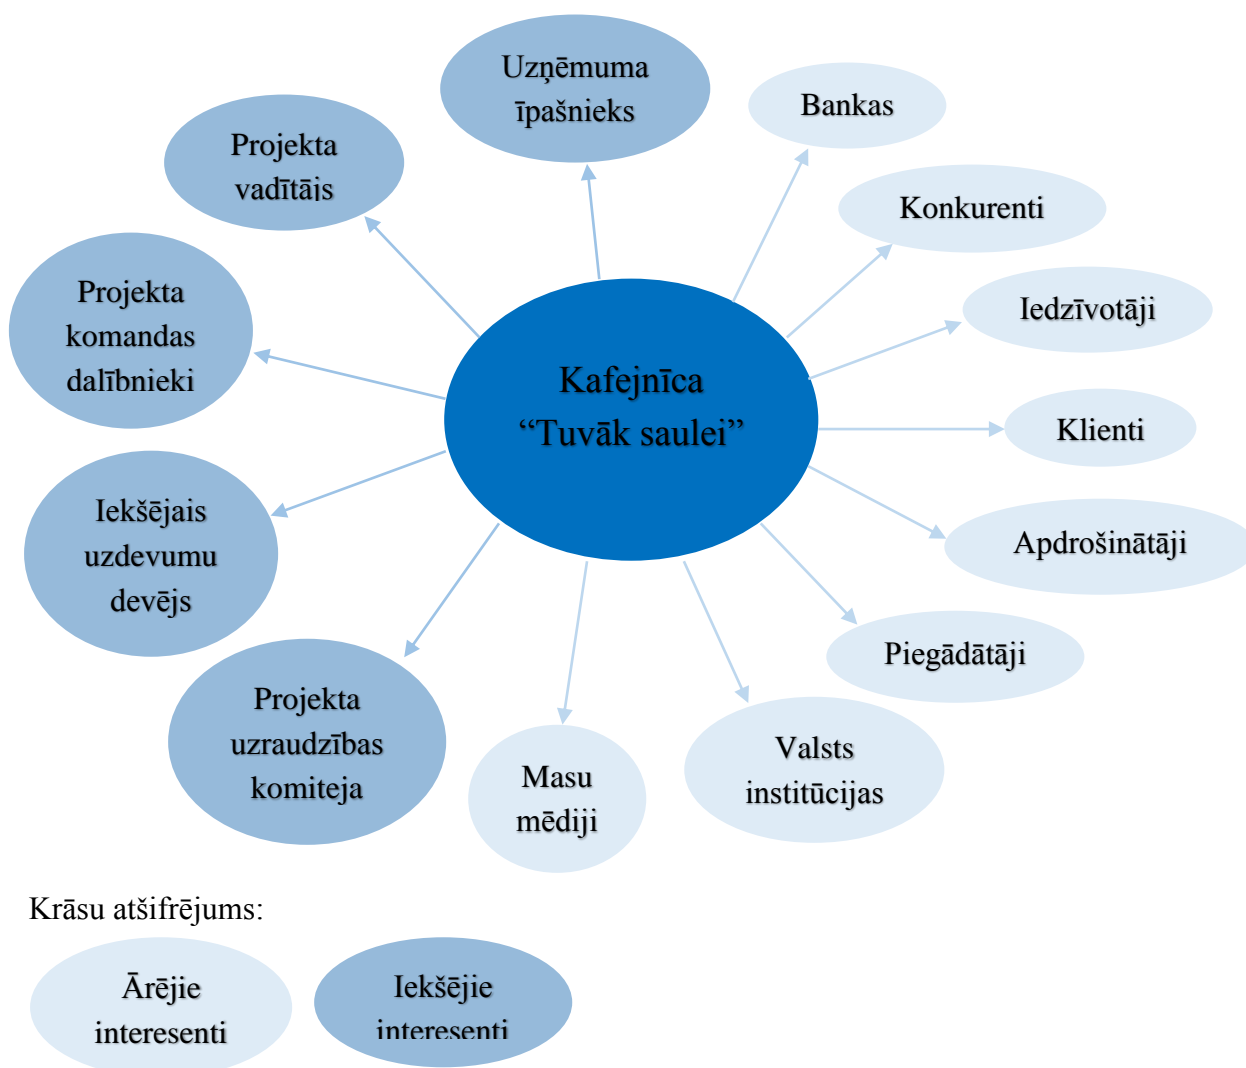 Uzņēmuma
īpašnieks
Bankas
Projekta
vadītājs
Konkurenti
Projekta
komandas
dalībnieki
Iedzīvotāji
Kafejnīca
“Tuvāk saulei”
Klienti
Iekšējais
uzdevumu
devējs
Apdrošinātāji
Piegādātāji
Projekta
uzraudzības
komiteja
Masu
mēdiji
Valsts
institūcijas
Krāsu atšifrējums:
Ārējie
interesenti
Iekšējie
interesenti